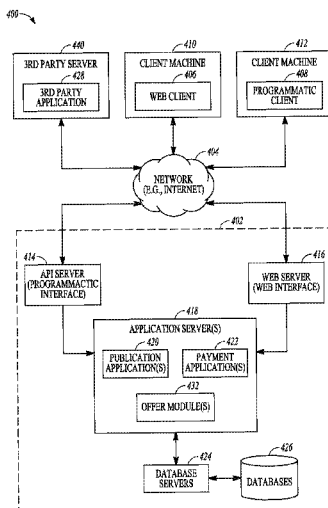 400
440
3RD PARTY SERVER
428
3RD PARTY
APPLICATION
410
CLIENT MACHINE
406
WEB CLIENT
412
CLIENT MACHINE
408
PROGRAMMATIC
CLIENT
404
NETWORK
(E.G., INTERNET)
402
414
API SERVER
(PROGRAMMACTIC
INTERFACE)
416
WEB SERVER
(WEB INTERFACE)
418
APPLICATION SERVER(S)
420
PUBLICATION
APPLICATION(S)
422
PAYMENT
APPLICATION(S)
432
OFFER MODULE(S)
424
DATABASE
SERVERS
426
DATABASES